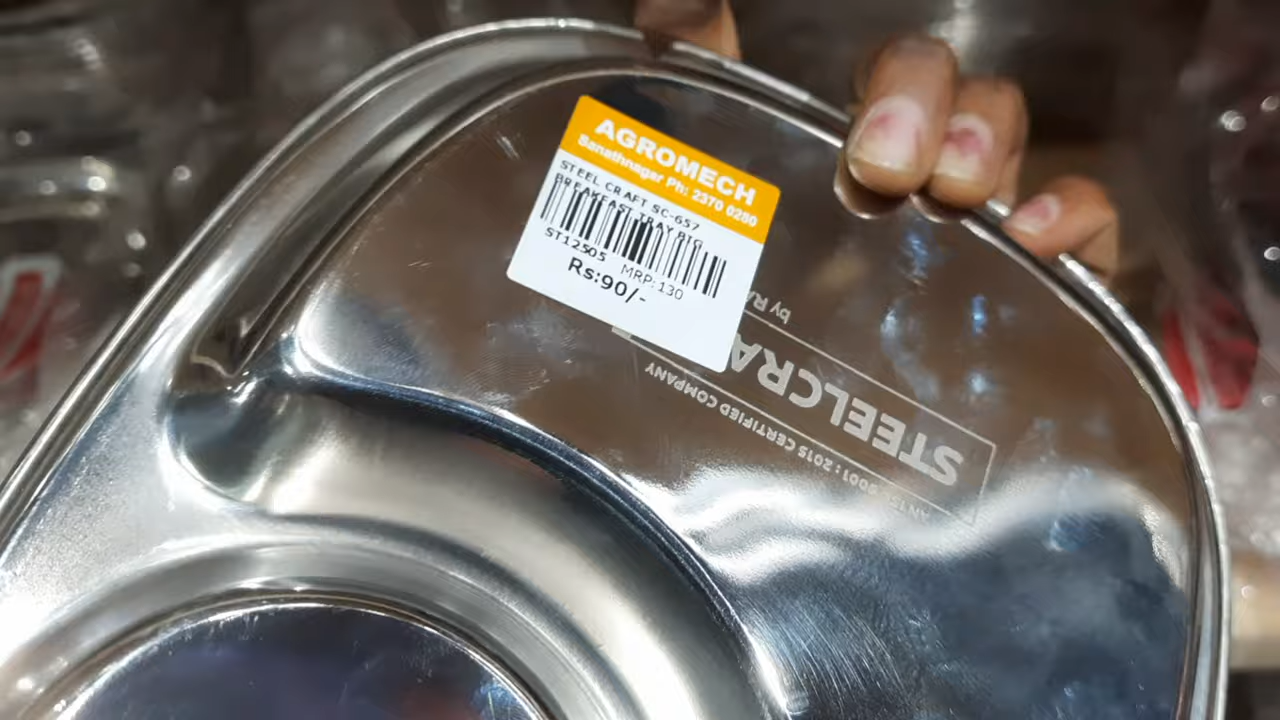 AGROMECH
Sanathnagar Ph: 2370 0280
STEEL CRAFT SC-657
BREAKFAST TRAY BIG
ST12505 MRP:130
Rs:90/-
by
STEELCRA
9001 : 2015 CERTIFIED COMPANY